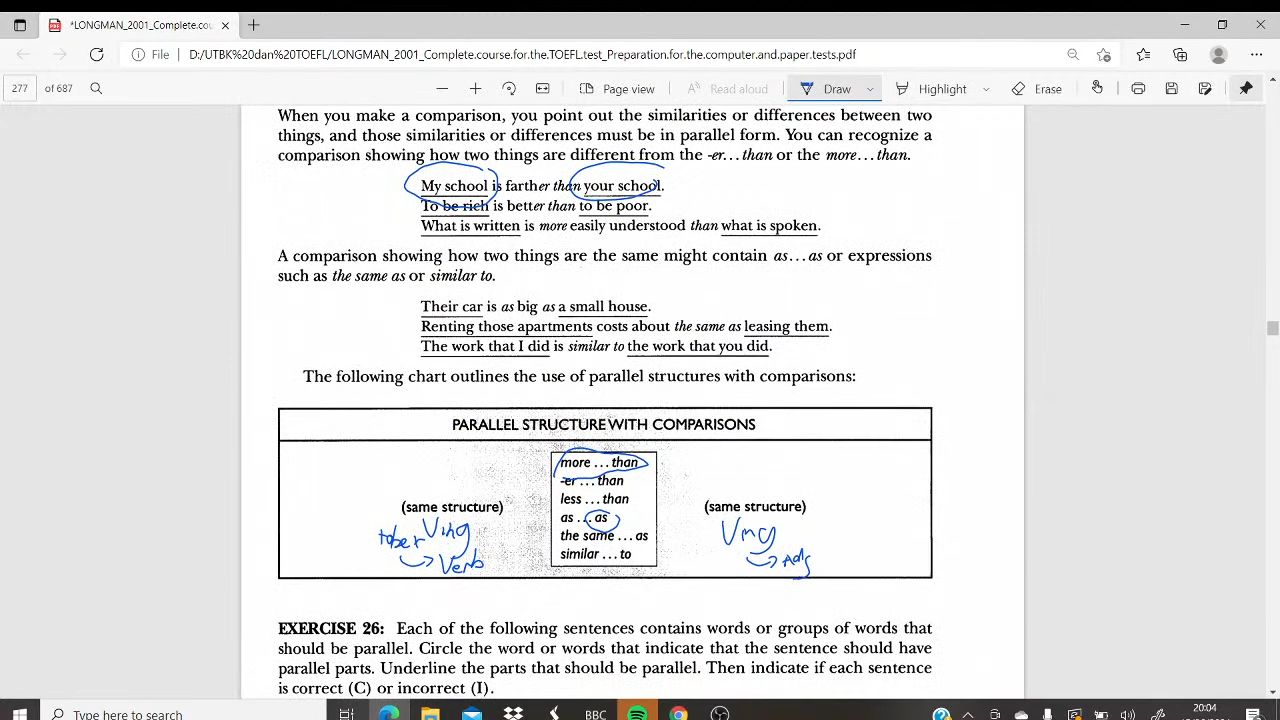 *LONGMAN_2001_Complete.cou
File
D:/UTBK%20dan%20TOEFL/LONGMAN_2001_Complete.course.for.the.TOEFL.test_Preparation.for.the.computer.and.paper.tests.pdf
277 of 687
Page view
Read aloud
Draw
Highlight
Erase
When you make a comparison, you point out the similarities or differences between two
things, and those similarities or differences must be in parallel form. You can recognize a
comparison showing how two things are different from the -er…than or the more…than.
My school is farther than your school.
To be rich is better than to be poor.
What is written is more easily understood than what is spoken.
A comparison showing how two things are the same might contain as…as or expressions
such as the same as or similar to.
Their car is as big as a small house.
Renting those apartments costs about the same as leasing them.
The work that I did is similar to the work that you did.
The following chart outlines the use of parallel structures with comparisons:
PARALLEL STRUCTURE WITH COMPARISONS
more … than
-er … than
less … than
(same structure) as … as (same structure)
the same … as
similar … to
Ving
Verb
Ving
EXERCISE 26: Each of the following sentences contains words or groups of words that
should be parallel. Circle the word or words that indicate that the sentence should have
parallel parts. Underline the parts that should be parallel. Then indicate if each sentence
is correct (C) or incorrect (I).
Type here to search
BBC
20:04